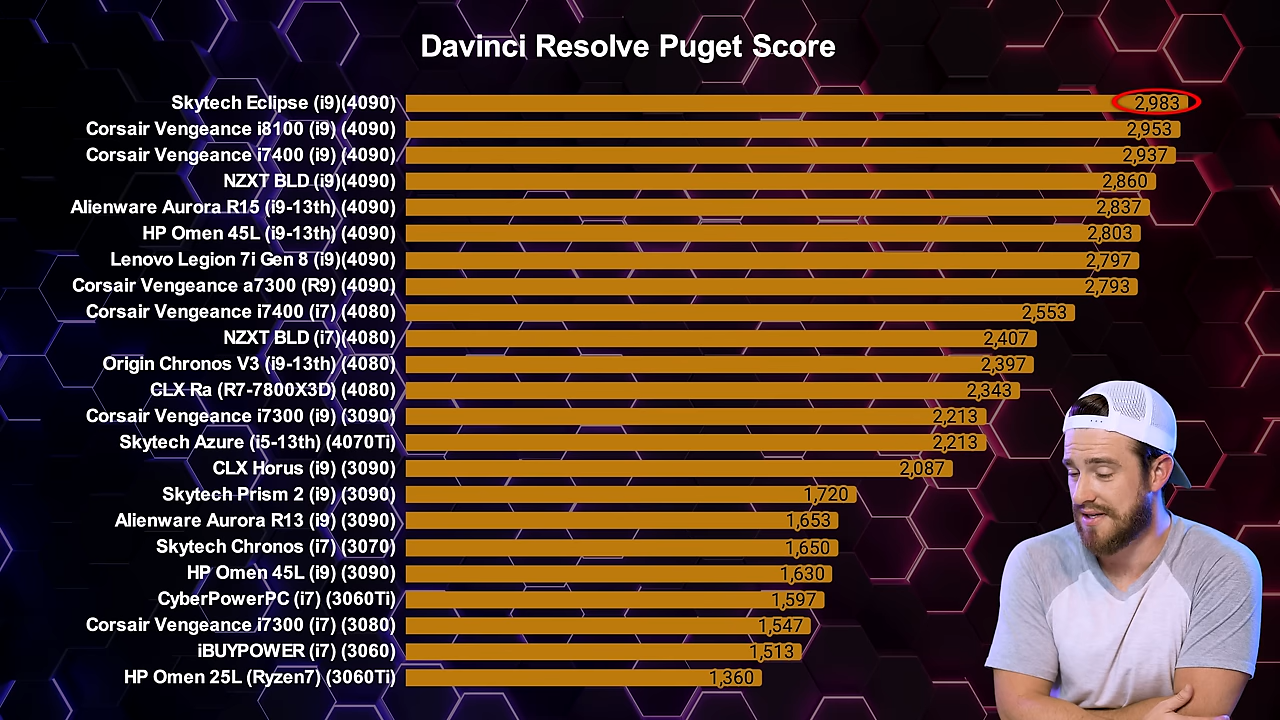 Davinci Resolve Puget Score
Skytech Eclipse (i9)(4090) 2,983
Corsair Vengeance i8100 (i9) (4090) 2,953
Corsair Vengeance i7400 (i9) (4090) 2,937
NZXT BLD (i9)(4090) 2,860
Alienware Aurora R15 (i9-13th) (4090) 2,837
HP Omen 45L (i9-13th) (4090) 2,803
Lenovo Legion 7i Gen 8 (i9)(4090) 2,797
Corsair Vengeance a7300 (R9) (4090) 2,793
Corsair Vengeance i7400 (i7) (4080) 2,553
NZXT BLD (i7)(4080) 2,407
Origin Chronos V3 (i9-13th) (4080) 2,397
CLX Ra (R7-7800X3D) (4080) 2,343
Corsair Vengeance i7300 (i9) (3090) 2,213
Skytech Azure (i5-13th) (4070Ti) 2,213
CLX Horus (i9) (3090) 2,087
Skytech Prism 2 (i9) (3090) 1,720
Alienware Aurora R13 (i9) (3090) 1,653
Skytech Chronos (i7) (3070) 1,650
HP Omen 45L (i9) (3090) 1,630
CyberPowerPC (i7) (3060Ti) 1,597
Corsair Vengeance i7300 (i7) (3080) 1,547
iBUYPOWER (i7) (3060) 1,513
HP Omen 25L (Ryzen7) (3060Ti) 1,360